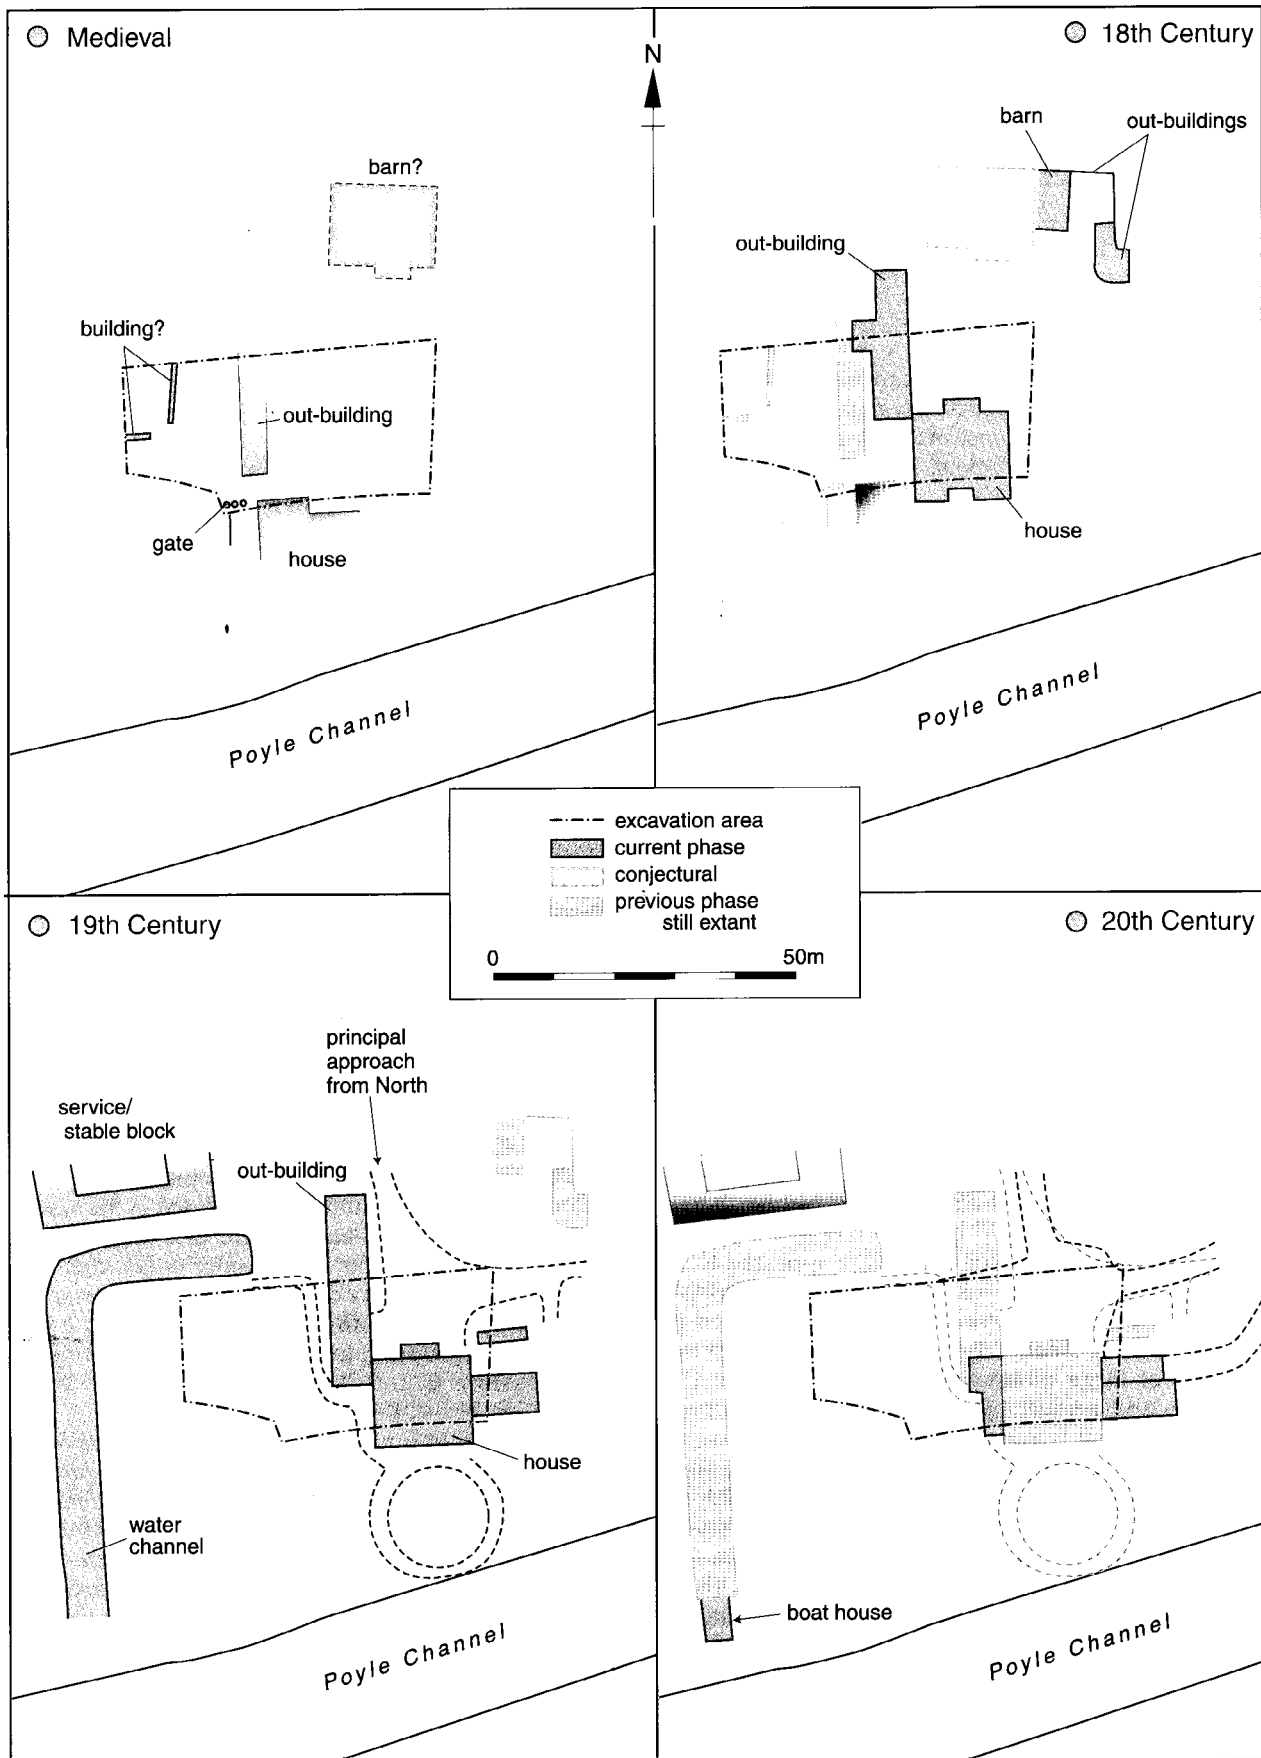 Medieval
N
18th Century
barn?
barn
out-buildings
out-building
building?
out-building
gate
house
house
Poyle Channel
Poyle Channel
excavation area
current phase
conjectural
previous phase
still extant
0 50m
19th Century
20th Century
principal
approach
from North
service/
stable block
out-building
house
water
channel
boat house
Poyle Channel
Poyle Channel